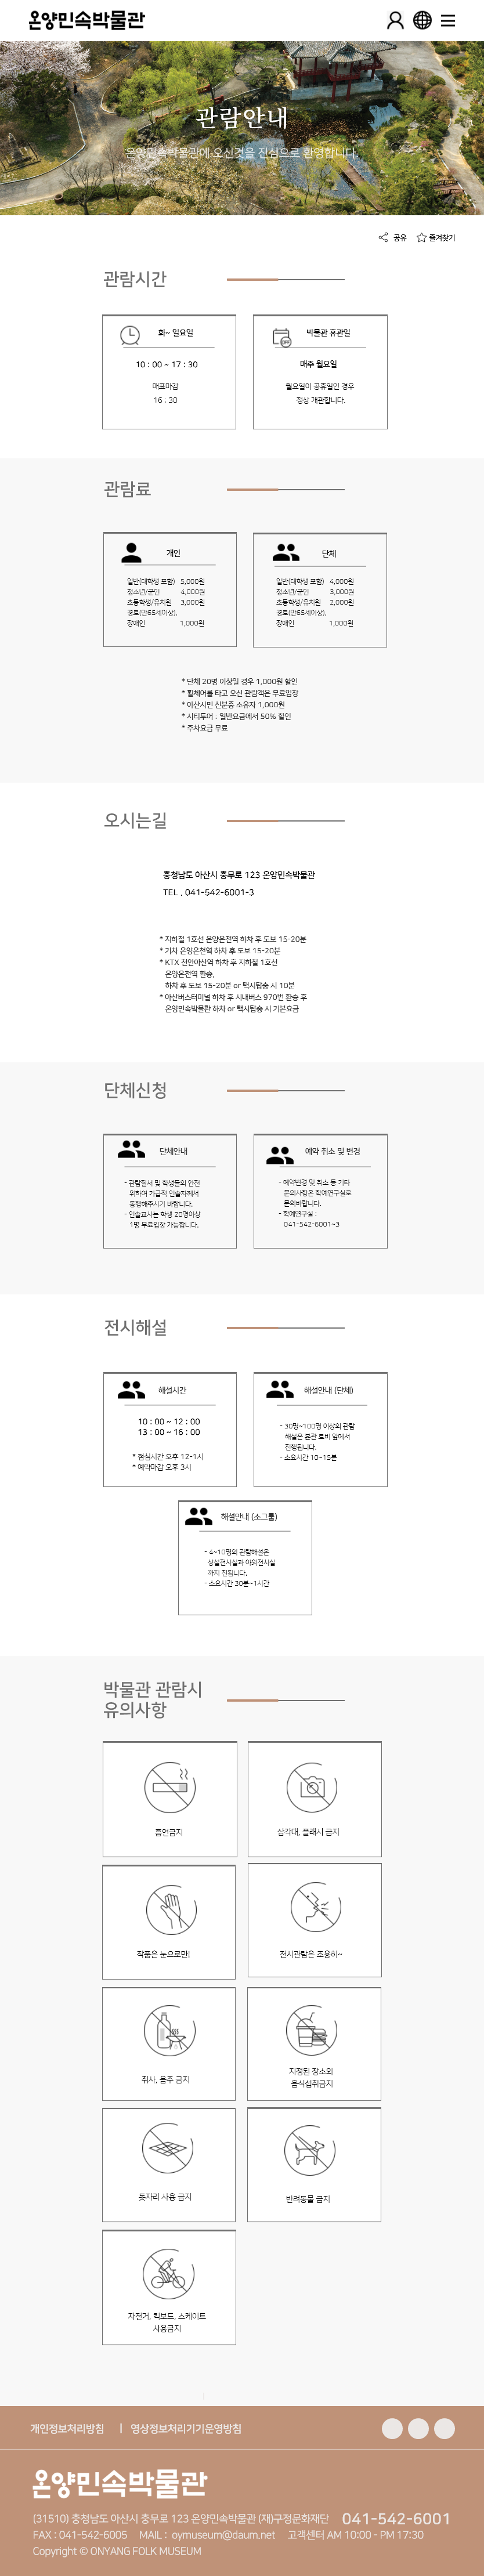 온양민속박물관
관람안내
온양민속박물관에 오신것을 진심으로 환영합니다
공유 즐겨찾기
관람시간
화~ 일요일
10 : 00 ~ 17 : 30
매표마감
16 : 30
박물관 휴관일
매주 월요일
월요일이 공휴일인 경우
정상 개관합니다.
관람료
개인
일반(대학생 포함) 5,000원
청소년/군인 4,000원
초등학생/유치원 3,000원
경로(만65세이상),
장애인 1,000원
단체
일반(대학생 포함) 4,000원
청소년/군인 3,000원
초등학생/유치원 2,000원
경로(만65세이상),
장애인 1,000원
* 단체 20명 이상일 경우 1,000원 할인
* 휠체어를 타고 오신 관람객은 무료입장
* 아산시민 신분증 소유자 1,000원
* 시티투어 : 일반요금에서 50% 할인
* 주차요금 무료
오시는길
충청남도 아산시 충무로 123 온양민속박물관
TEL . 041-542-6001-3
* 지하철 1호선 온양온천역 하차 후 도보 15-20분
* 기차 온양온천역 하차 후 도보 15-20분
* KTX 천안아산역 하차 후 지하철 1호선
온양온천역 환승,
하차 후 도보 15-20분 or 택시탑승 시 10분
* 아산버스터미널 하차 후 시내버스 970번 환승 후
온양민속박물관 하차 or 택시탑승 시 기본요금
단체신청
단체안내
- 관람질서 및 학생들의 안전
위하여 가급적 인솔자께서
동행해주시기 바랍니다.
- 인솔교사는 학생 20명이상
1명 무료입장 가능합니다.
예약 취소 및 변경
- 예약변경 및 취소 등 기타
문의사항은 학예연구실로
문의바랍니다.
- 학예연구실 :
041-542-6001~3
전시해설
해설시간
10 : 00 ~ 12 : 00
13 : 00 ~ 16 : 00
* 점심시간 오후 12-1시
* 예약마감 오후 3시
해설안내 (단체)
- 30명~100명 이상의 관람
해설은 본관 로비 앞에서
진행됩니다.
- 소요시간 10~15분
해설안내 (소그룹)
- 4~10명의 관람해설은
상설전시실과 야외전시실
까지 진됩니다.
- 소요시간 30분~1시간
박물관 관람시
유의사항
흡연금지
삼각대, 플래시 금지
작품은 눈으로만!
전시관람은 조용히~
취사, 음주 금지
지정된 장소외
음식섭취금지
돗자리 사용 금지
반려동물 금지
자전거, 킥보드, 스케이트
사용금지
개인정보처리방침 | 영상정보처리기기운영방침
온양민속박물관
(31510) 충청남도 아산시 충무로 123 온양민속박물관 (재)구정문화재단 041-542-6001
FAX : 041-542-6005 MAIL : oymuseum@daum.net 고객센터 AM 10:00 - PM 17:30
Copyright © ONYANG FOLK MUSEUM